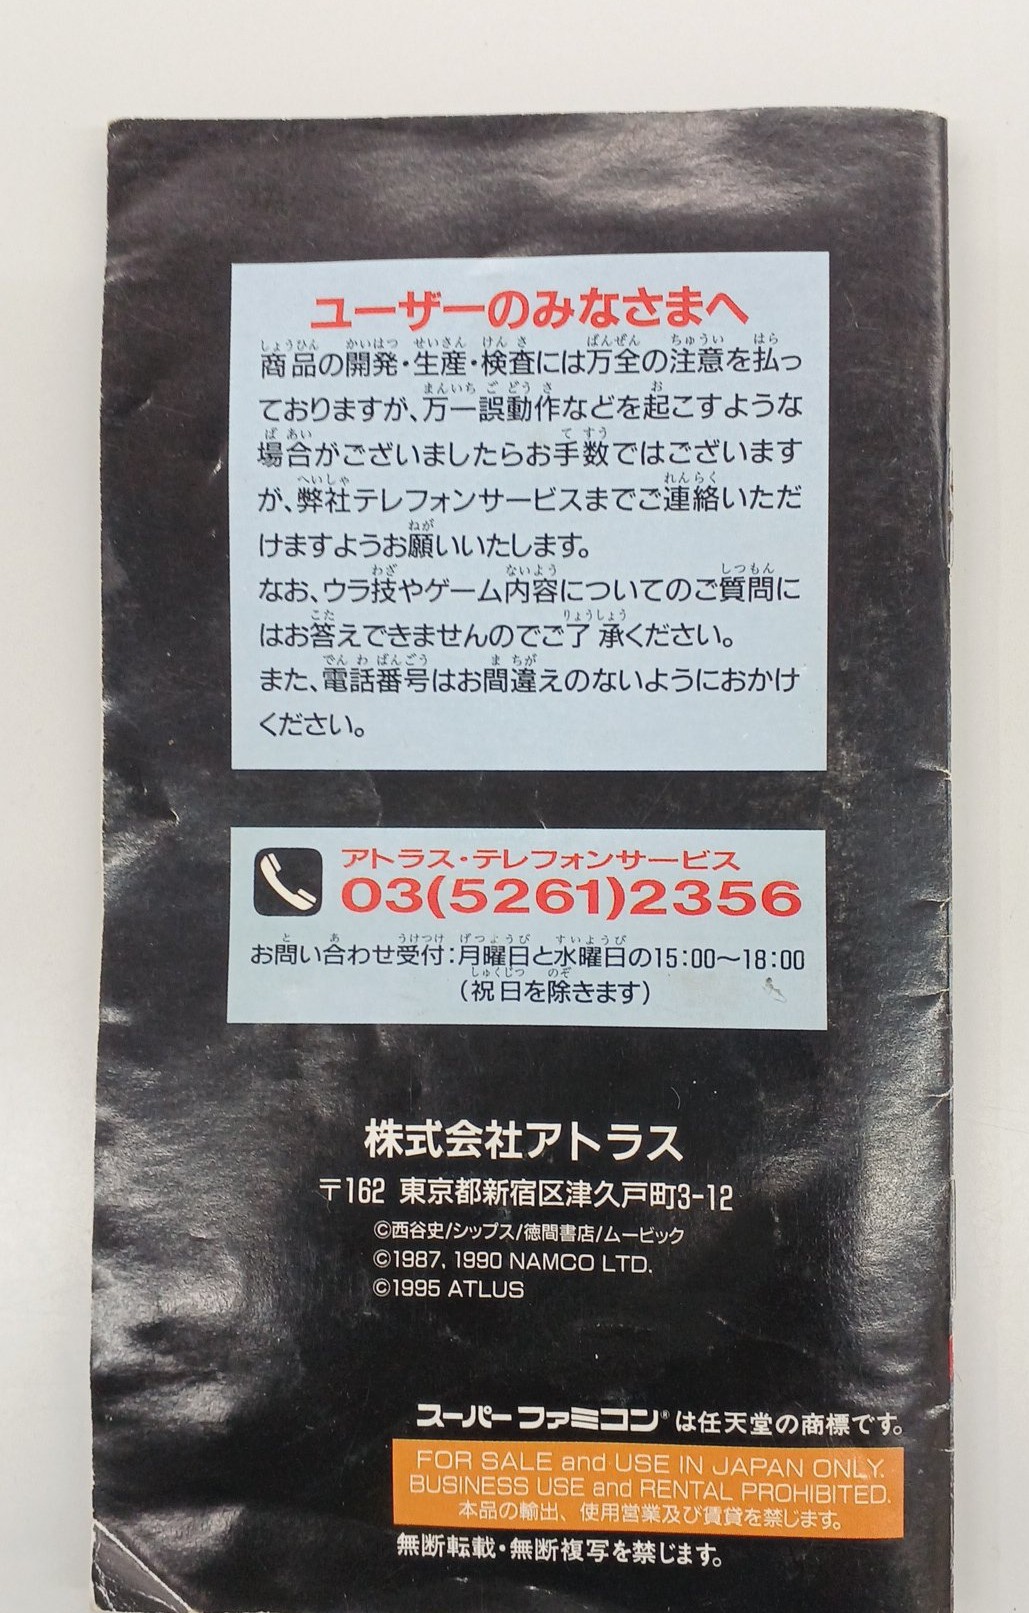 ユーザーのみなさまへ
商品の開発・生産・検査には万全の注意を払っ
ておりますが、万一誤動作などを起こすような
場合がございましたらお手数ではございます
が、弊社テレフォンサービスまでご連絡いただ
けますようお願いいたします。
なお、ウラ技やゲーム内容についてのご質問に
はお答えできませんのでご了承ください。
また、電話番号はお間違えのないようにおかけ
ください。
アトラス・テレフォンサービス
03(5261)2356
お問い合わせ受付:月曜日と水曜日の15:00〜18:00
(祝日を除きます)
株式会社アトラス
〒162 東京都新宿区津久戸町3-12
©西谷史/シップス/徳間書店/ムービック
©1987, 1990 NAMCO LTD.
©1995 ATLUS
スーパーファミコン®は任天堂の商標です。
FOR SALE and USE IN JAPAN ONLY.
BUSINESS USE and RENTAL PROHIBITED.
本品の輸出、使用営業及び賃貸を禁じます。
無断転載・無断複写を禁じます。